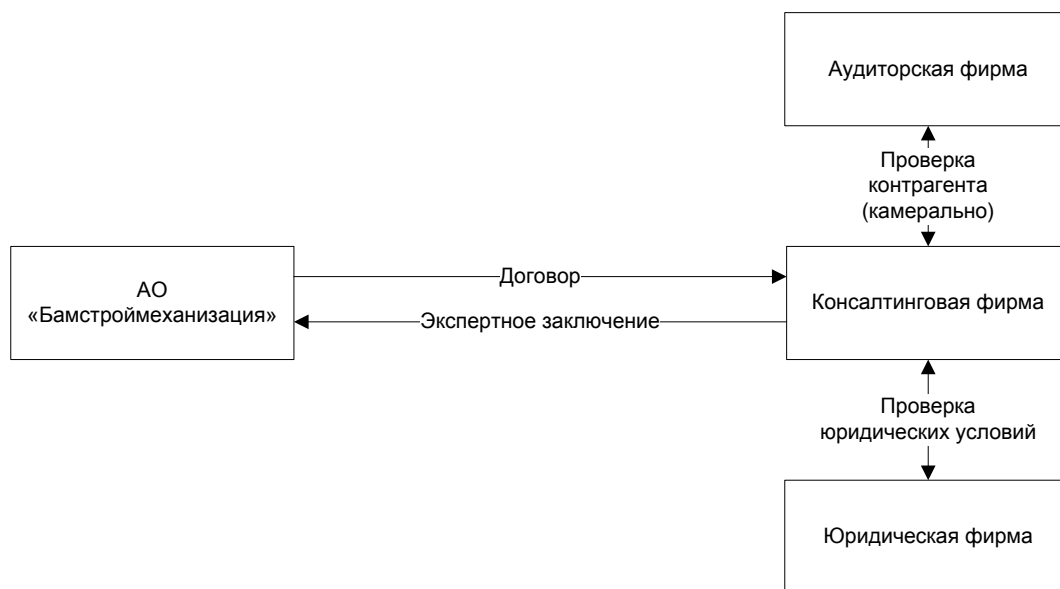 Аудиторская фирма
Проверка
контрагента
(камерально)
АО
«Бамстроймеханизация»
Договор
Экспертное заключение
Консалтинговая фирма
Проверка
юридических условий
Юридическая фирма